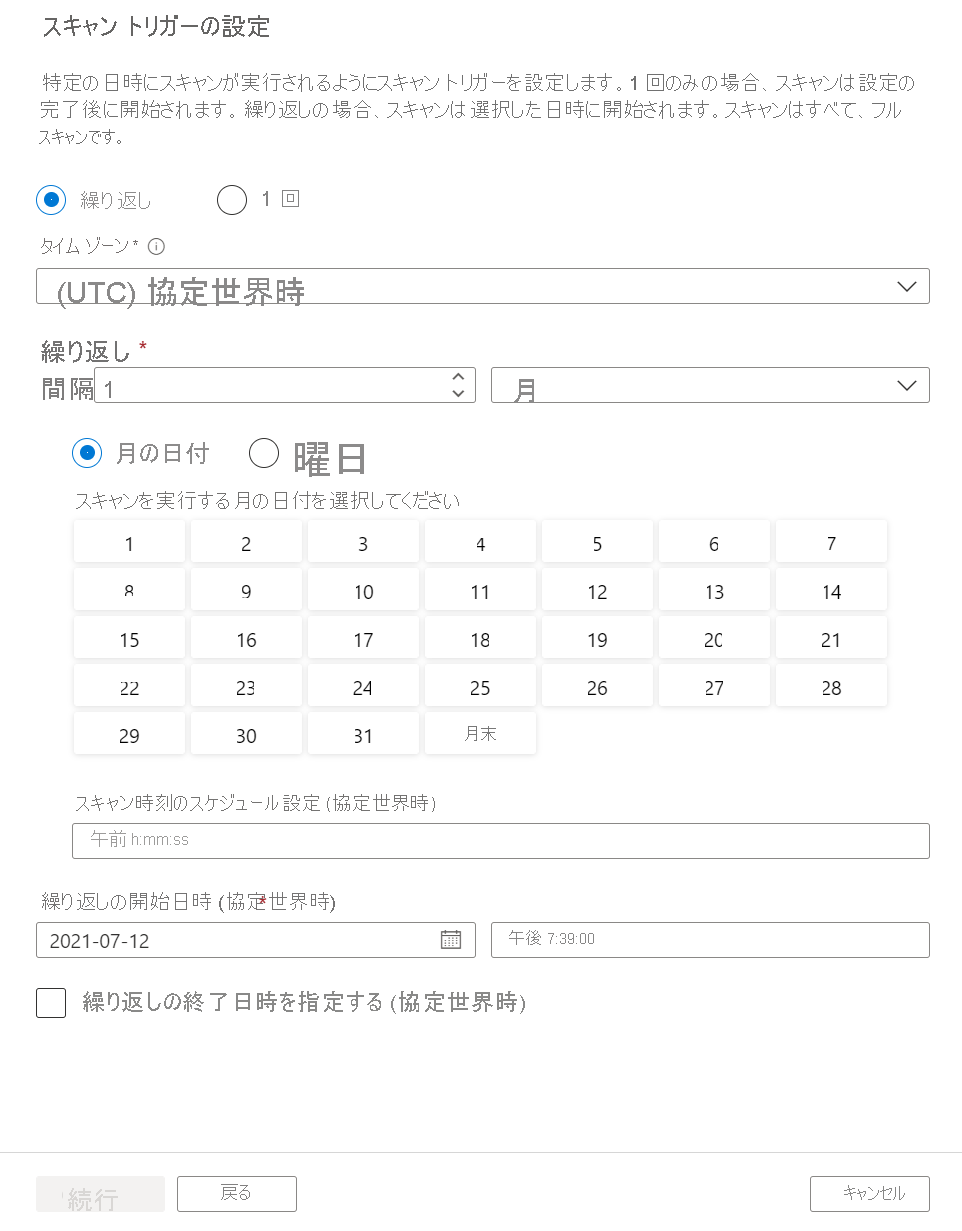 スキャン トリガーの設定
特定の日時にスキャンが実行されるようにスキャン トリガーを設定します。1 回のみの場合、スキャンは設定の
完了後に開始されます。繰り返しの場合、スキャンは選択した日時に開始されます。スキャンはすべて、フル
スキャンです。
繰り返し 1 回
タイム ゾーン *
(UTC) 協定世界時
繰り返し *
間隔 1 月
月の日付 曜日
スキャンを実行する月の日付を選択してください
1 2 3 4 5 6 7
8 9 10 11 12 13 14
15 16 17 18 19 20 21
22 23 24 25 26 27 28
29 30 31 月末
スキャン時刻のスケジュール設定 (協定世界時)
午前 h:mm:ss
繰り返しの開始日時 (協定世界時) *
2021-07-12 午後 7:39:00
繰り返しの終了日時を指定する (協定世界時)
続行 戻る キャンセル